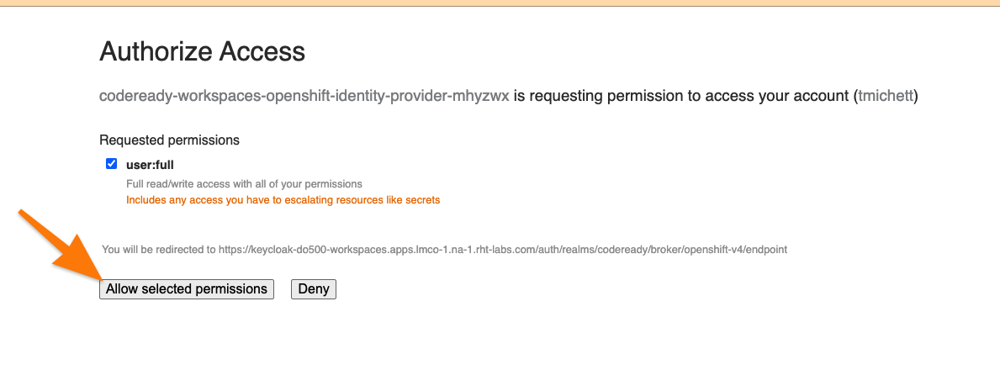 Authorize Access
codeready-workspaces-openshift-identity-provider-mhyzwx is requesting permission to access your account (tmichett)
Requested permissions
user:full
Full read/write access with all of your permissions
Includes any access you have to escalating resources like secrets
You will be redirected to https://keycloak-do500-workspaces.apps.lmco-1.na-1.rht-labs.com/auth/realms/codeready/broker/openshift-v4/endpoint
Allow selected permissions Deny